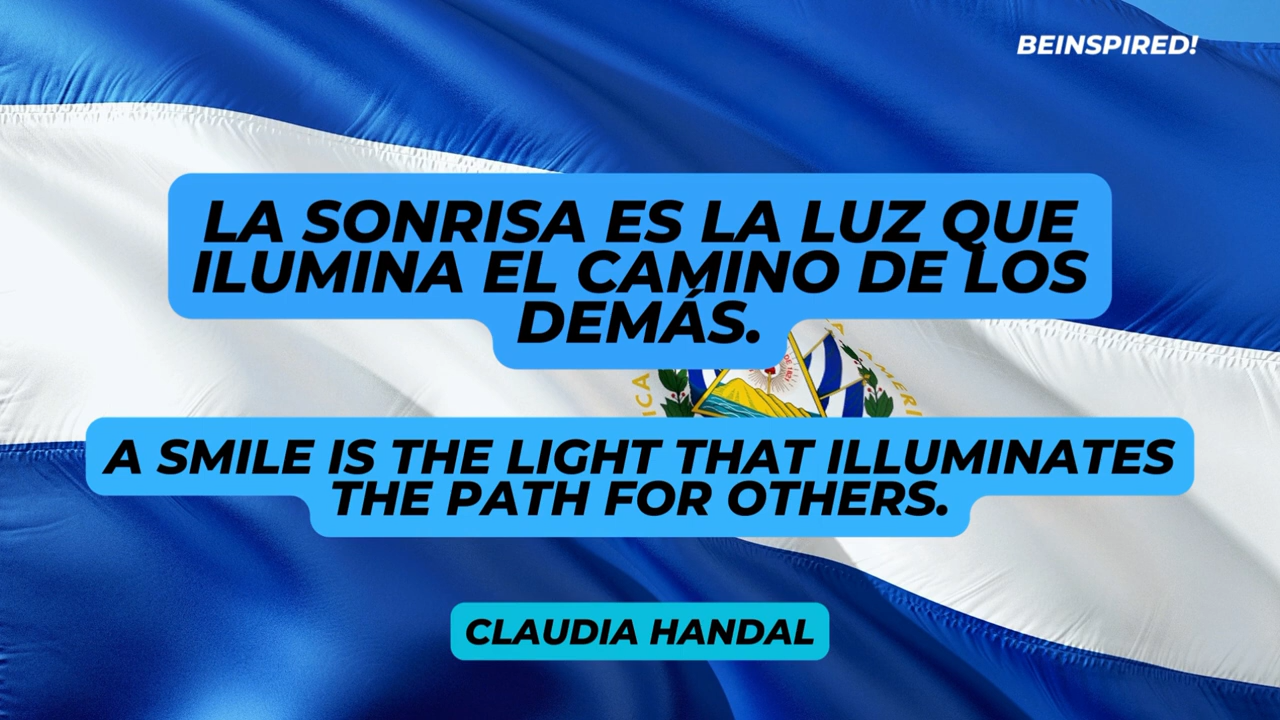 BEINSPIRED!
LA SONRISA ES LA LUZ QUE
ILUMINA EL CAMINO DE LOS
DEMÁS.
A SMILE IS THE LIGHT THAT ILLUMINATES
THE PATH FOR OTHERS.
CLAUDIA HANDAL